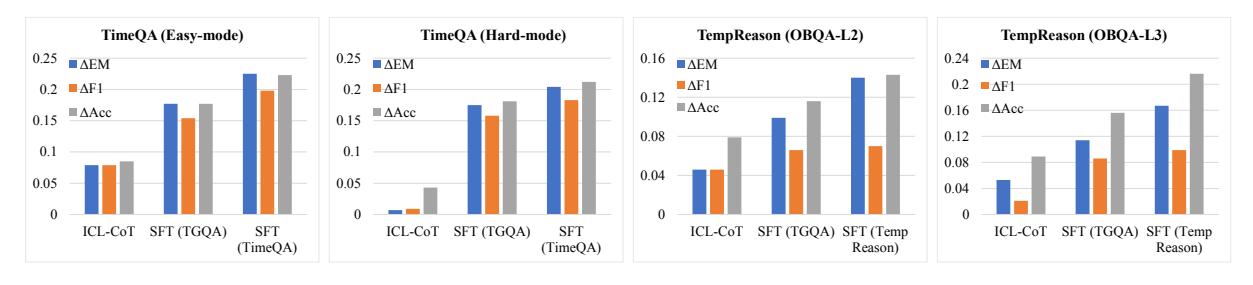 TimeQA (Easy-mode)
0.25
ΔEM
0.2
ΔF1
0.15
ΔAcc
0.1
0.05
0
ICL-CoT
SFT (TGQA)
SFT
(TimeQA)
TimeQA (Hard-mode)
0.25
ΔEM
0.2
ΔF1
0.15
ΔAcc
0.1
0.05
0
ICL-CoT
SFT (TGQA)
SFT
(TimeQA)
TempReason (OBQA-L2)
0.16
ΔEM
0.12
ΔF1
ΔAcc
0.08
0.04
0
ICL-CoT
SFT (TGQA)
SFT (Temp
Reason)
TempReason (OBQA-L3)
0.24
ΔEM
0.2
ΔF1
0.16
ΔAcc
0.12
0.08
0.04
0
ICL-CoT
SFT (TGQA)
SFT (Temp
Reason)